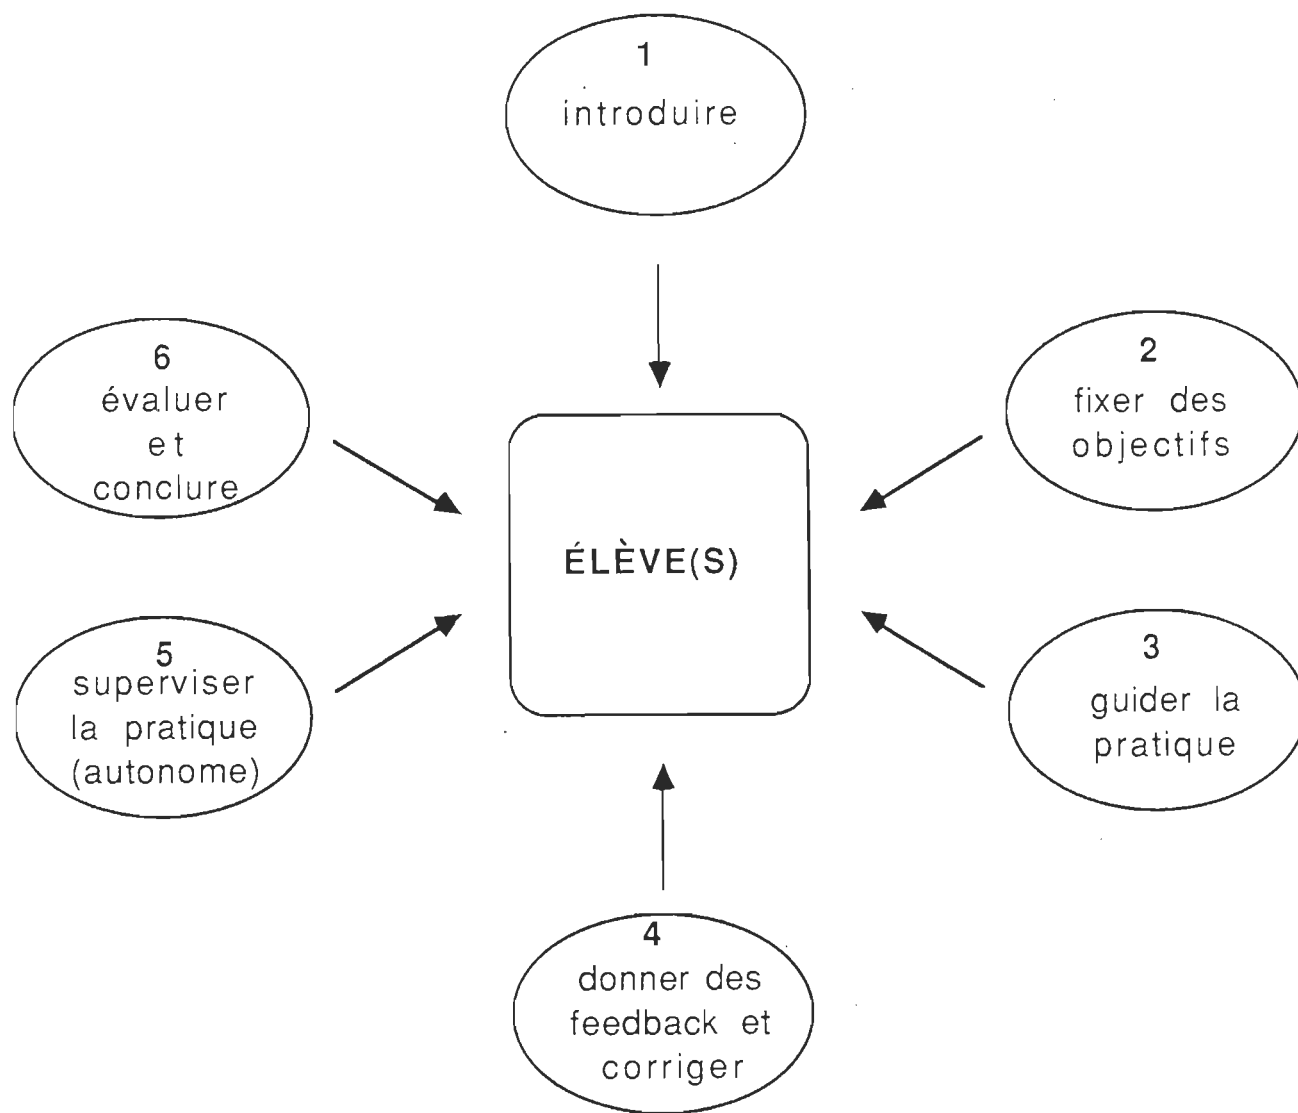 1
introduire
2
fixer des
objectifs
3
guider la
pratique
4
donner des
feedback et
corriger
5
superviser
la pratique
(autonome)
6
évaluer
et
conclure
ÉLÈVE(S)